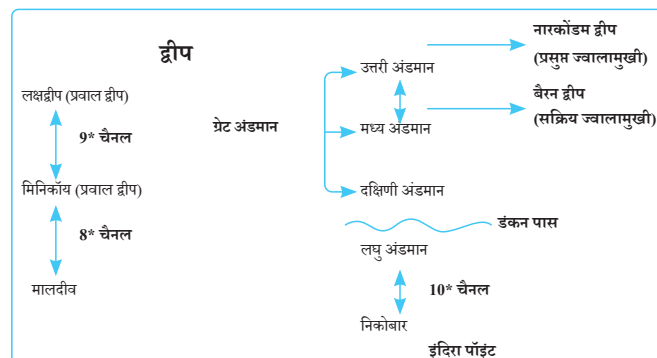 द्वीप
लक्षद्वीप (प्रवाल द्वीप)
9* चैनल
मिनिकॉय (प्रवाल द्वीप)
8* चैनल
मालदीव
ग्रेट अंडमान
उत्तरी अंडमान
मध्य अंडमान
दक्षिणी अंडमान
नारकोंडम द्वीप
(प्रसुप्त ज्वालामुखी)
बैरन द्वीप
(सक्रिय ज्वालामुखी)
डंकन पास
लघु अंडमान
10* चैनल
निकोबार
इंदिरा पॉइंट